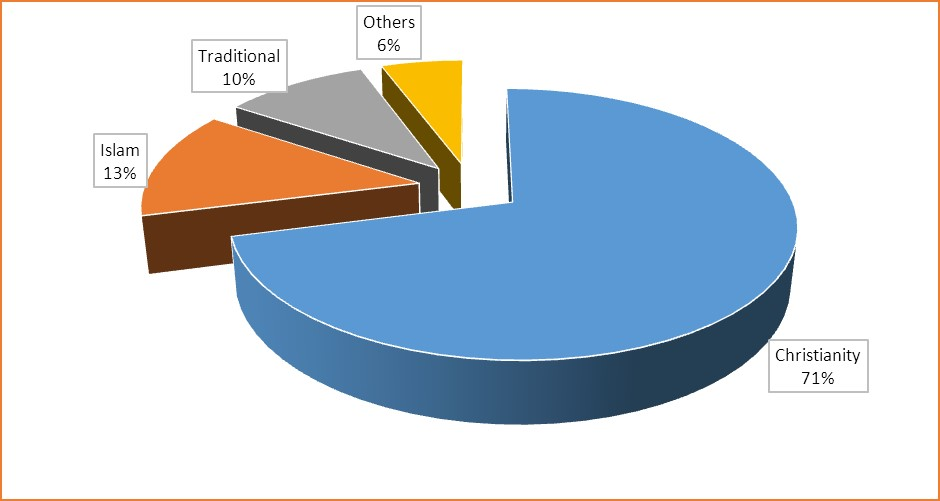 Others
6%
Traditional
10%
Islam
13%
Christianity
71%